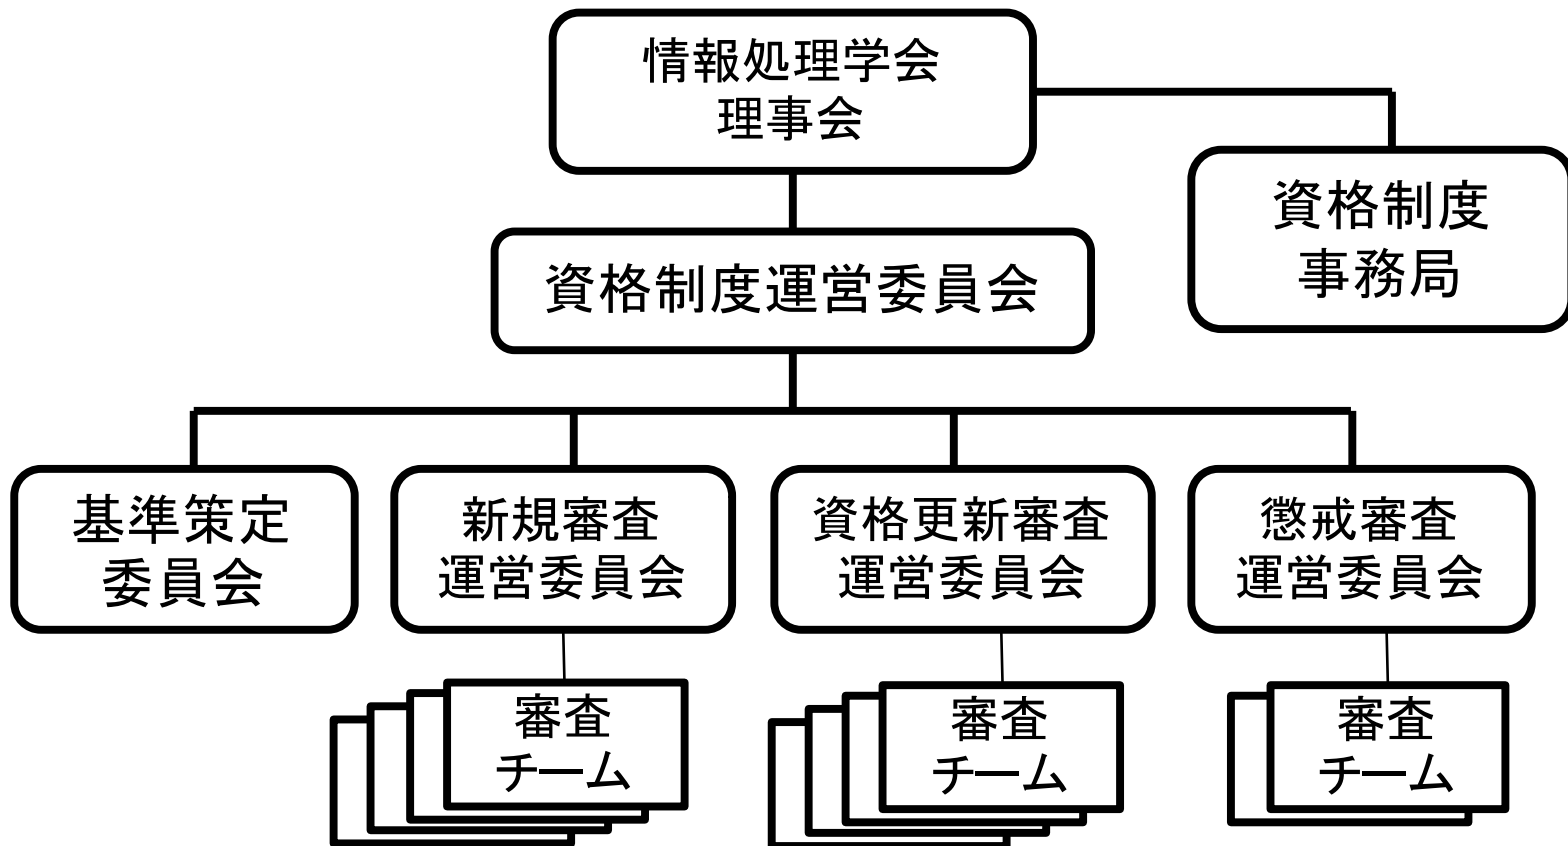 情報処理学会
理事会
資格制度
事務局
資格制度運営委員会
基準策定
委員会
新規審査
運営委員会
資格更新審査
運営委員会
懲戒審査
運営委員会
審査
チーム
審査
チーム
審査
チーム